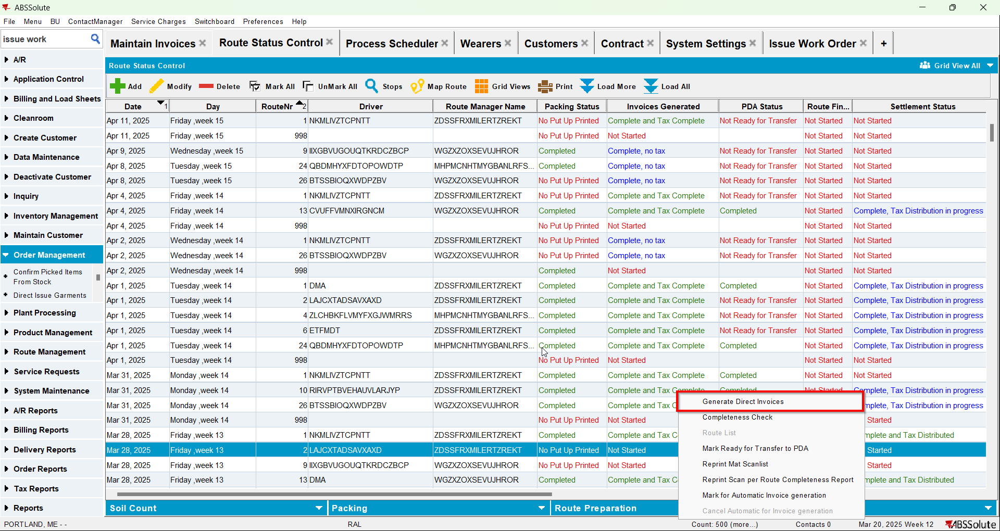 ABSSolute
File Menu BU ContactManager Service Charges Switchboard Preferences Help
issue work
Maintain Invoices Route Status Control Process Scheduler Wearers Customers Contract System Settings Issue Work Order +
Route Status Control Grid View All
Add Modify Delete Mark All UnMark All Stops Map Route Grid Views Print Load More Load All
A/R
Application Control
Billing and Load Sheets
Cleanroom
Create Customer
Data Maintenance
Deactivate Customer
Inquiry
Inventory Management
Maintain Customer
Order Management
Confirm Picked Items
From Stock
Direct Issue Garments
Plant Processing
Product Management
Route Management
Service Requests
System Maintenance
A/R Reports
Billing Reports
Delivery Reports
Order Reports
Tax Reports
Reports
Date 1 Day RouteNr 2 Driver Route Manager Name Packing Status Invoices Generated PDA Status Route Fin... Settlement Status
Apr 11, 2025 Friday ,week 15 1 NKMLIVZTCPNTT ZDSSFRXMILERTZREKT No Put Up Printed Complete and Tax Complete Not Ready for Transfer Not Started Not Started
Apr 11, 2025 Friday ,week 15 998 No Put Up Printed Not Started Not Started Not Started
Apr 9, 2025 Wednesday ,week 15 9 IIXGBVUGOUQTKRDCZBCP WGZXZOXSEVUJHROR Completed Complete, no tax Not Ready for Transfer Not Started Not Started
Apr 8, 2025 Tuesday ,week 15 24 QBDMHYXFDTOPOWDTP MHPMCNHTMYGBANLRFS... Completed Complete, no tax Not Ready for Transfer Not Started Not Started
Apr 8, 2025 Tuesday ,week 15 26 BTSSBIOQXWDPZBV WGZXZOXSEVUJHROR No Put Up Printed Complete, no tax Not Ready for Transfer Not Started Not Started
Apr 4, 2025 Friday ,week 14 1 NKMLIVZTCPNTT ZDSSFRXMILERTZREKT No Put Up Printed Complete and Tax Complete Not Ready for Transfer Not Started Not Started
Apr 4, 2025 Friday ,week 14 13 CVUFFVMNXIRGNCM WGZXZOXSEVUJHROR Completed Complete and Tax Complete Completed Not Started Complete, Tax Distribution in progress
Apr 4, 2025 Friday ,week 14 998 No Put Up Printed Not Started Not Started Not Started
Apr 2, 2025 Wednesday ,week 14 1 NKMLIVZTCPNTT ZDSSFRXMILERTZREKT No Put Up Printed Complete, no tax Not Ready for Transfer Not Started Not Started
Apr 2, 2025 Wednesday ,week 14 26 BTSSBIOQXWDPZBV WGZXZOXSEVUJHROR No Put Up Printed Complete, no tax Not Ready for Transfer Not Started Not Started
Apr 2, 2025 Wednesday ,week 14 998 Completed Not Started Not Started Not Started
Apr 1, 2025 Tuesday ,week 14 1 DMA ZDSSFRXMILERTZREKT Completed Complete and Tax Complete Completed Not Started Complete, Tax Distribution in progress
Apr 1, 2025 Tuesday ,week 14 2 LAJCXTADSAVXAXD ZDSSFRXMILERTZREKT Completed Complete and Tax Complete Not Ready for Transfer Not Started Complete, Tax Distribution in progress
Apr 1, 2025 Tuesday ,week 14 4 ZLCHBKFLVMYFXGJWMRRS MHPMCNHTMYGBANLRFS... Completed Complete and Tax Complete Not Ready for Transfer Not Started Complete, Tax Distribution in progress
Apr 1, 2025 Tuesday ,week 14 6 ETFMDT ZDSSFRXMILERTZREKT Completed Complete and Tax Complete Not Ready for Transfer Not Started Complete, Tax Distribution in progress
Apr 1, 2025 Tuesday ,week 14 24 QBDMHYXFDTOPOWDTP MHPMCNHTMYGBANLRFS... Completed Complete and Tax Complete Completed Not Started Complete, Tax Distribution in progress
Apr 1, 2025 Tuesday ,week 14 998 No Put Up Printed Not Started Not Started Not Started
Mar 31, 2025 Monday ,week 14 1 NKMLIVZTCPNTT ZDSSFRXMILERTZREKT Completed Complete and Tax Complete Completed Not Started Not Started
Mar 31, 2025 Monday ,week 14 10 RIRVPTBVEHAUVLARJYP ZDSSFRXMILERTZREKT Completed Complete and Tax Complete Completed Not Started Complete, Tax Distribution in progress
Mar 31, 2025 Monday ,week 14 26 BTSSBIOQXWDPZBV WGZXZOXSEVUJHROR Completed Complete and Tax C mplete, Tax Distribution in progress
Mar 31, 2025 Monday ,week 14 998 No Put Up Printed Not Started Started
Mar 28, 2025 Friday ,week 13 1 NKMLIVZTCPNTT ZDSSFRXMILERTZREKT Completed Complete and Tax C mplete and Tax Distributed
Mar 28, 2025 Friday ,week 13 2 LAJCXTADSAVXAXD ZDSSFRXMILERTZREKT No Put Up Printed Not Started Started
Mar 28, 2025 Friday ,week 13 9 IIXGBVUGOUQTKRDCZBCP WGZXZOXSEVUJHROR No Put Up Printed Not Started Started
Mar 28, 2025 Friday ,week 13 13 DMA WGZXZOXSEVUJHROR Completed Complete and Tax C mplete and Tax Distributed
Generate Direct Invoices
Completeness Check
Route List
Mark Ready for Transfer to PDA
Reprint Mat Scanlist
Reprint Scan per Route Completeness Report
Mark for Automatic Invoice generation
Cancel Automatic for Invoice generation
Soil Count Packing Route Preparation
PORTLAND, ME - - RAL Count: 500 (more...) Contacts 0 Mar 20, 2025 Week 12 ABSSolute